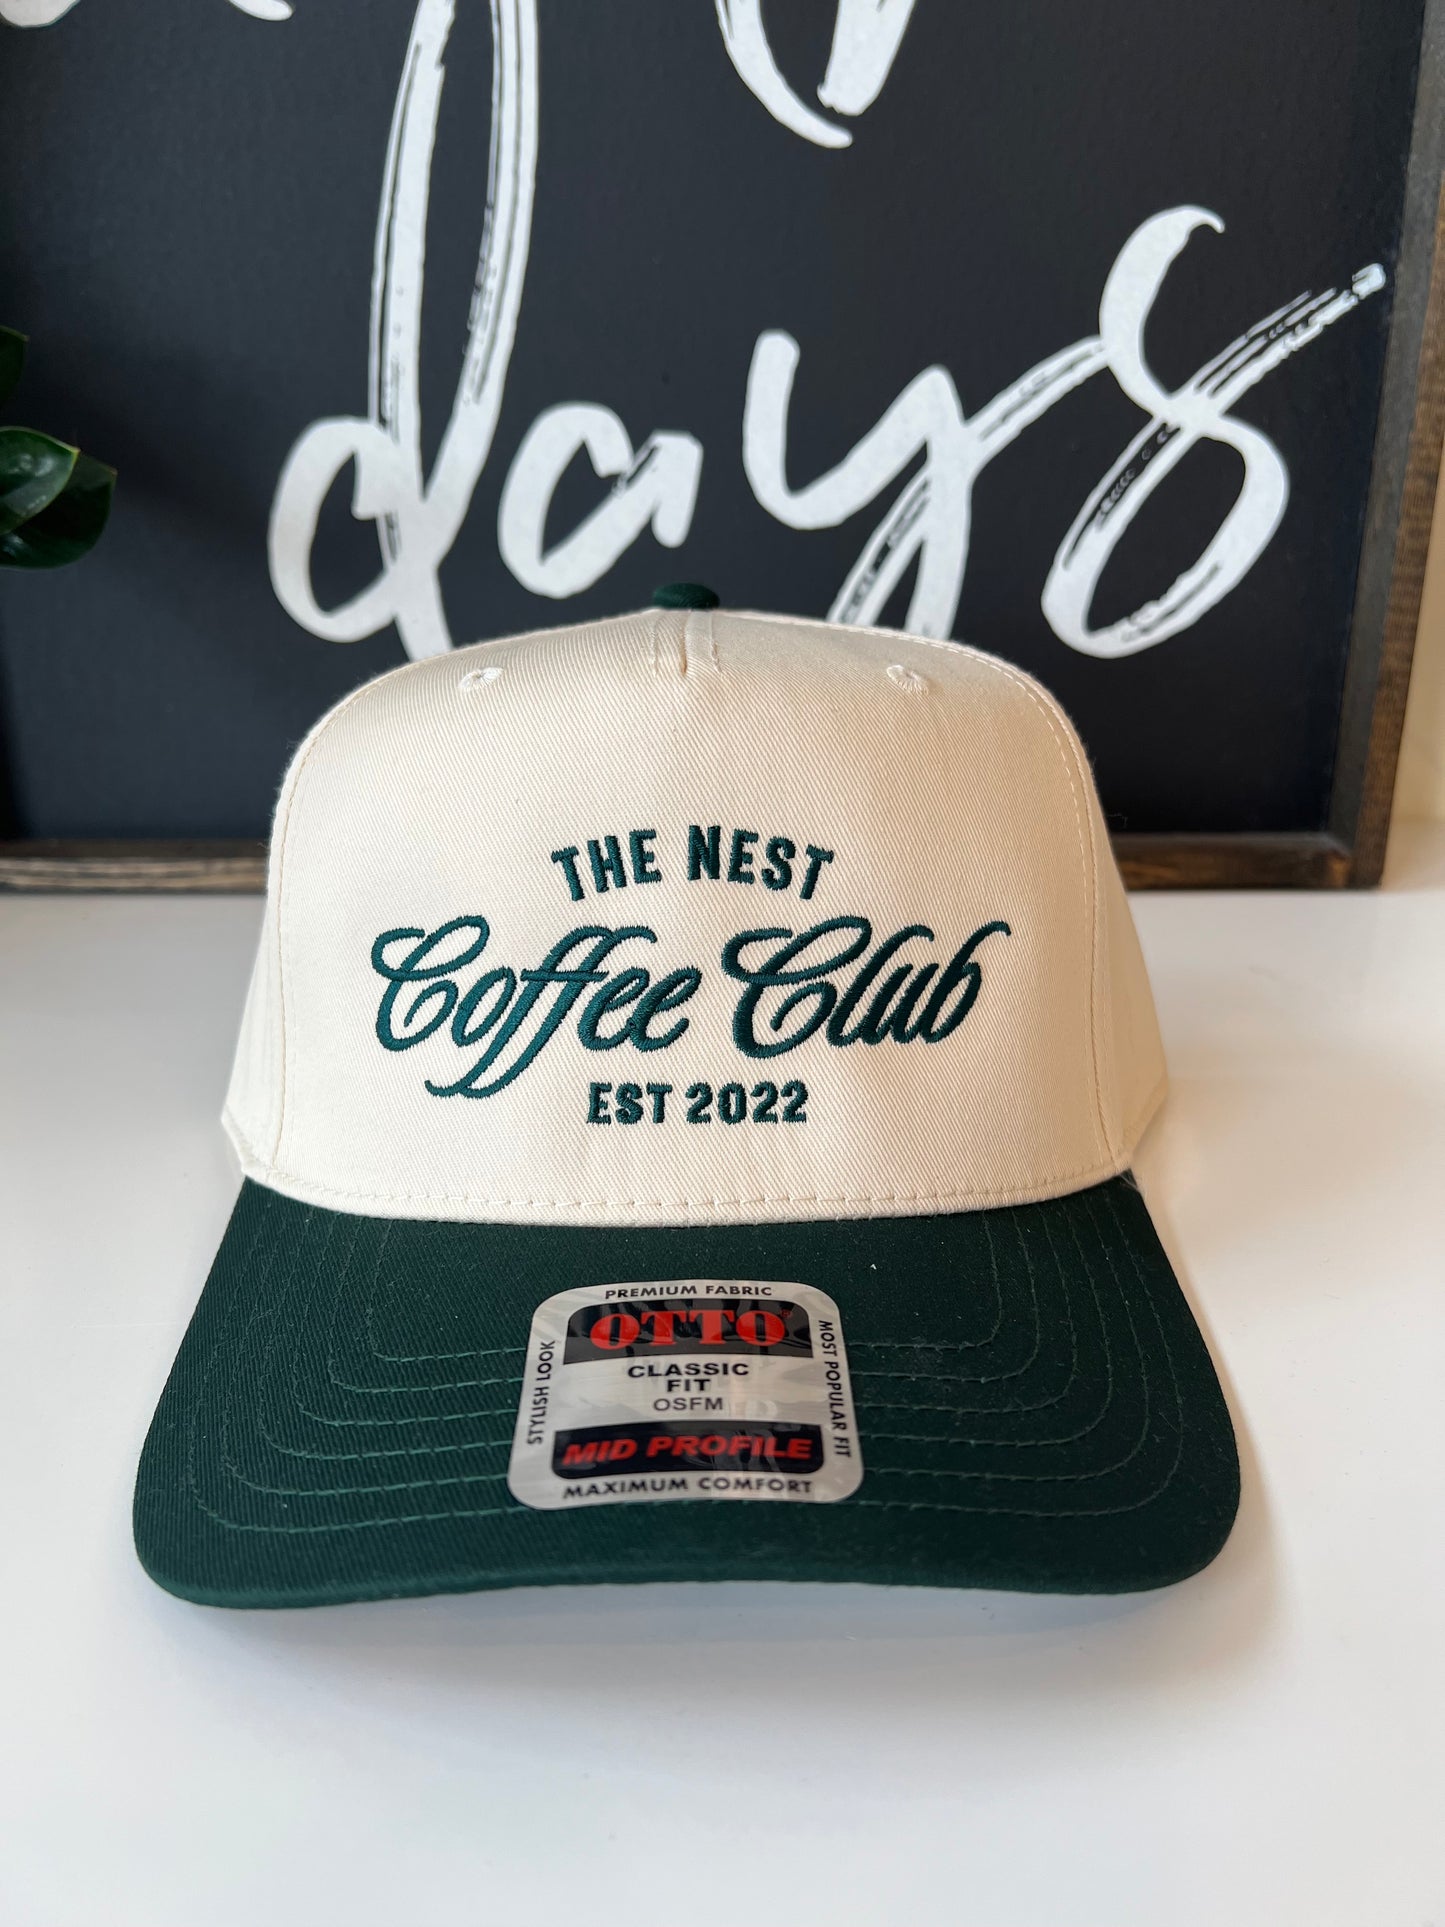 days
THE NEST
Coffee Club
EST 2022
PREMIUM FABRIC
STYLISH LOOK
OTTO®
CLASSIC
FIT
OSFM
MID PROFILE
MOST POPULAR FIT
MAXIMUM COMFORT